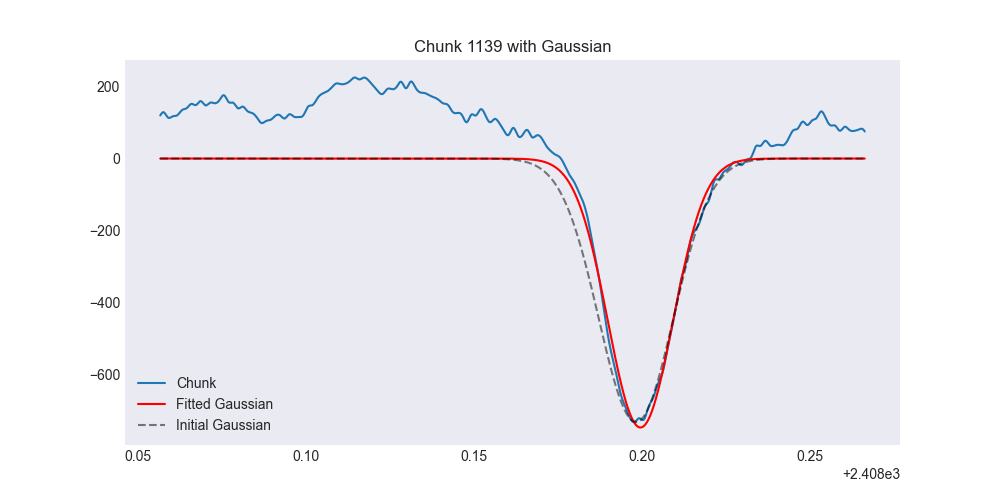 Chunk 1139 with Gaussian
200
0
−200
−400
−600
Chunk
Fitted Gaussian
Initial Gaussian
0.05 0.10 0.15 0.20 0.25
+2.408e3